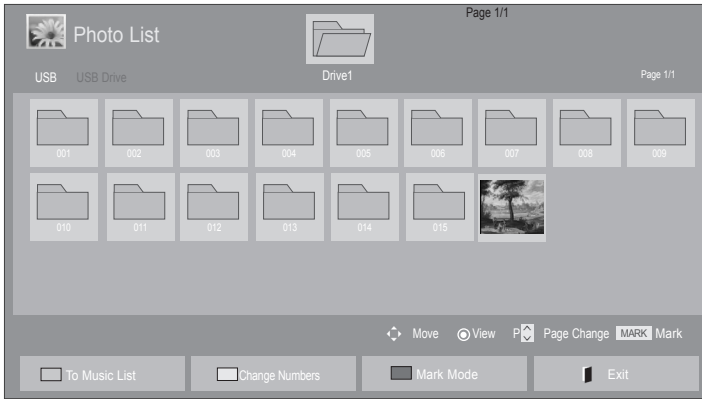 Page 1/1
Photo List
Drive1
USB USB Drive
Page 1/1
001 002 003 004 005 006 007 008 009
010 011 012 013 014 015
Move View P Page Change MARK Mark
To Music List Change Numbers Mark Mode Exit